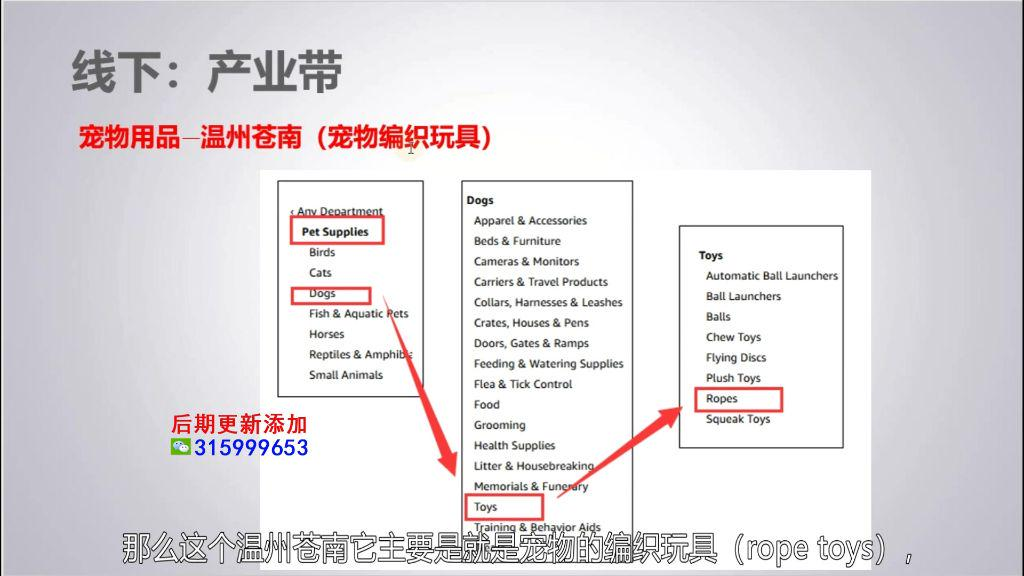 线下：产业带
宠物用品—温州苍南（宠物编织玩具）
‹ Any Department
Pet Supplies
Birds
Cats
Dogs
Fish & Aquatic Pets
Horses
Reptiles & Amphibia
Small Animals
Dogs
Apparel & Accessories
Beds & Furniture
Cameras & Monitors
Carriers & Travel Products
Collars, Harnesses & Leashes
Crates, Houses & Pens
Doors, Gates & Ramps
Feeding & Watering Supplies
Flea & Tick Control
Food
Grooming
Health Supplies
Litter & Housebreaking
Memorials & Funerary
Toys
Training & Behavior Aids
Toys
Automatic Ball Launchers
Ball Launchers
Balls
Chew Toys
Flying Discs
Plush Toys
Ropes
Squeak Toys
后期更新添加
315999653
那么这个温州苍南它主要是就是宠物的编织玩具（rope toys），